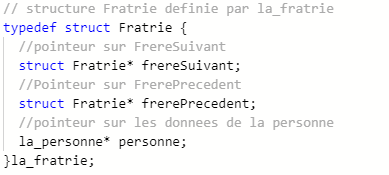 // structure Fratrie definie par la_fratrie
typedef struct Fratrie {
//pointeur sur FrereSuivant
struct Fratrie* frereSuivant;
//Pointeur sur FrerePrecedent
struct Fratrie* frerePrecedent;
//pointeur sur les donnees de la personne
la_personne* personne;
}la_fratrie;